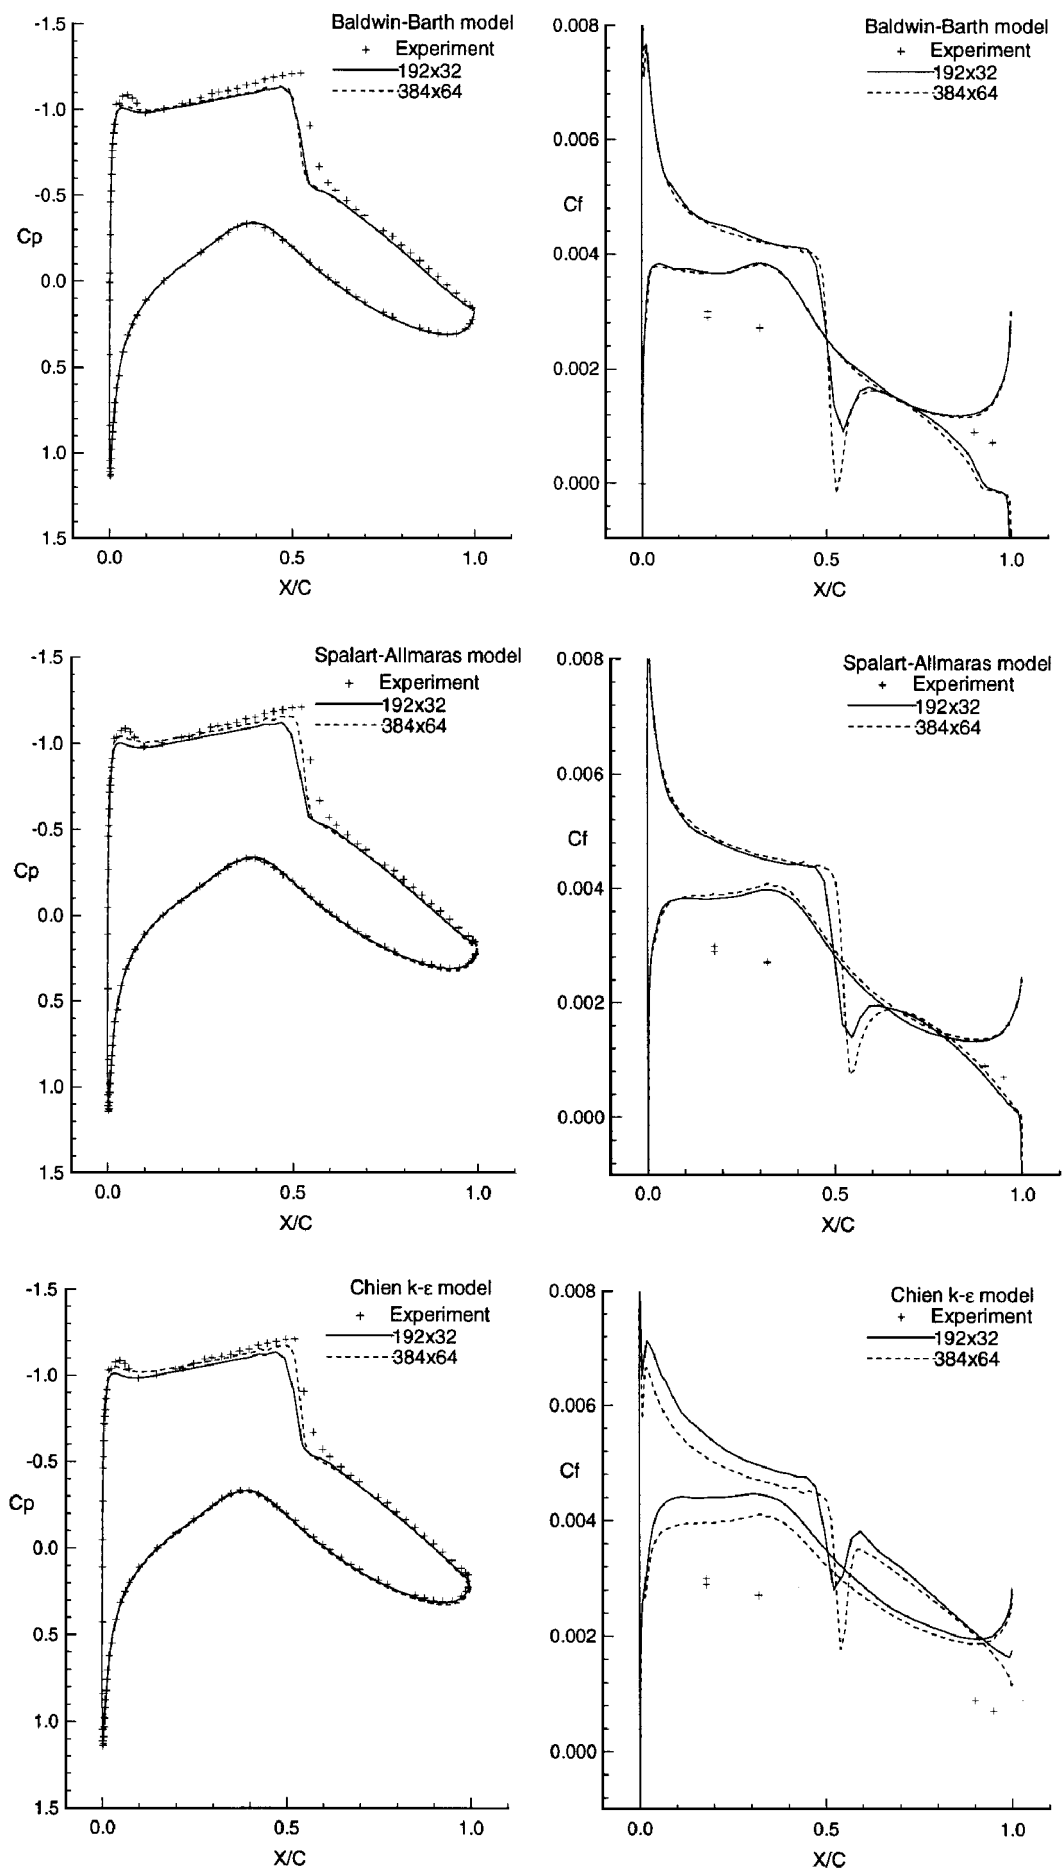 Baldwin-Barth model
+ Experiment
192x32
384x64
-1.5
-1.0
-0.5
0.0
0.5
1.0
1.5
Cp
0.0 0.5 1.0
X/C
Baldwin-Barth model
+ Experiment
192x32
384x64
0.008
0.006
0.004
0.002
0.000
Cf
0.0 0.5 1.0
X/C
Spalart-Allmaras model
+ Experiment
192x32
384x64
-1.5
-1.0
-0.5
0.0
0.5
1.0
1.5
Cp
0.0 0.5 1.0
X/C
Spalart-Allmaras model
+ Experiment
192x32
384x64
0.008
0.006
0.004
0.002
0.000
Cf
0.0 0.5 1.0
X/C
Chien k-ε model
+ Experiment
192x32
384x64
-1.5
-1.0
-0.5
0.0
0.5
1.0
1.5
Cp
0.0 0.5 1.0
X/C
Chien k-ε model
+ Experiment
192x32
384x64
0.008
0.006
0.004
0.002
0.000
Cf
0.0 0.5 1.0
X/C